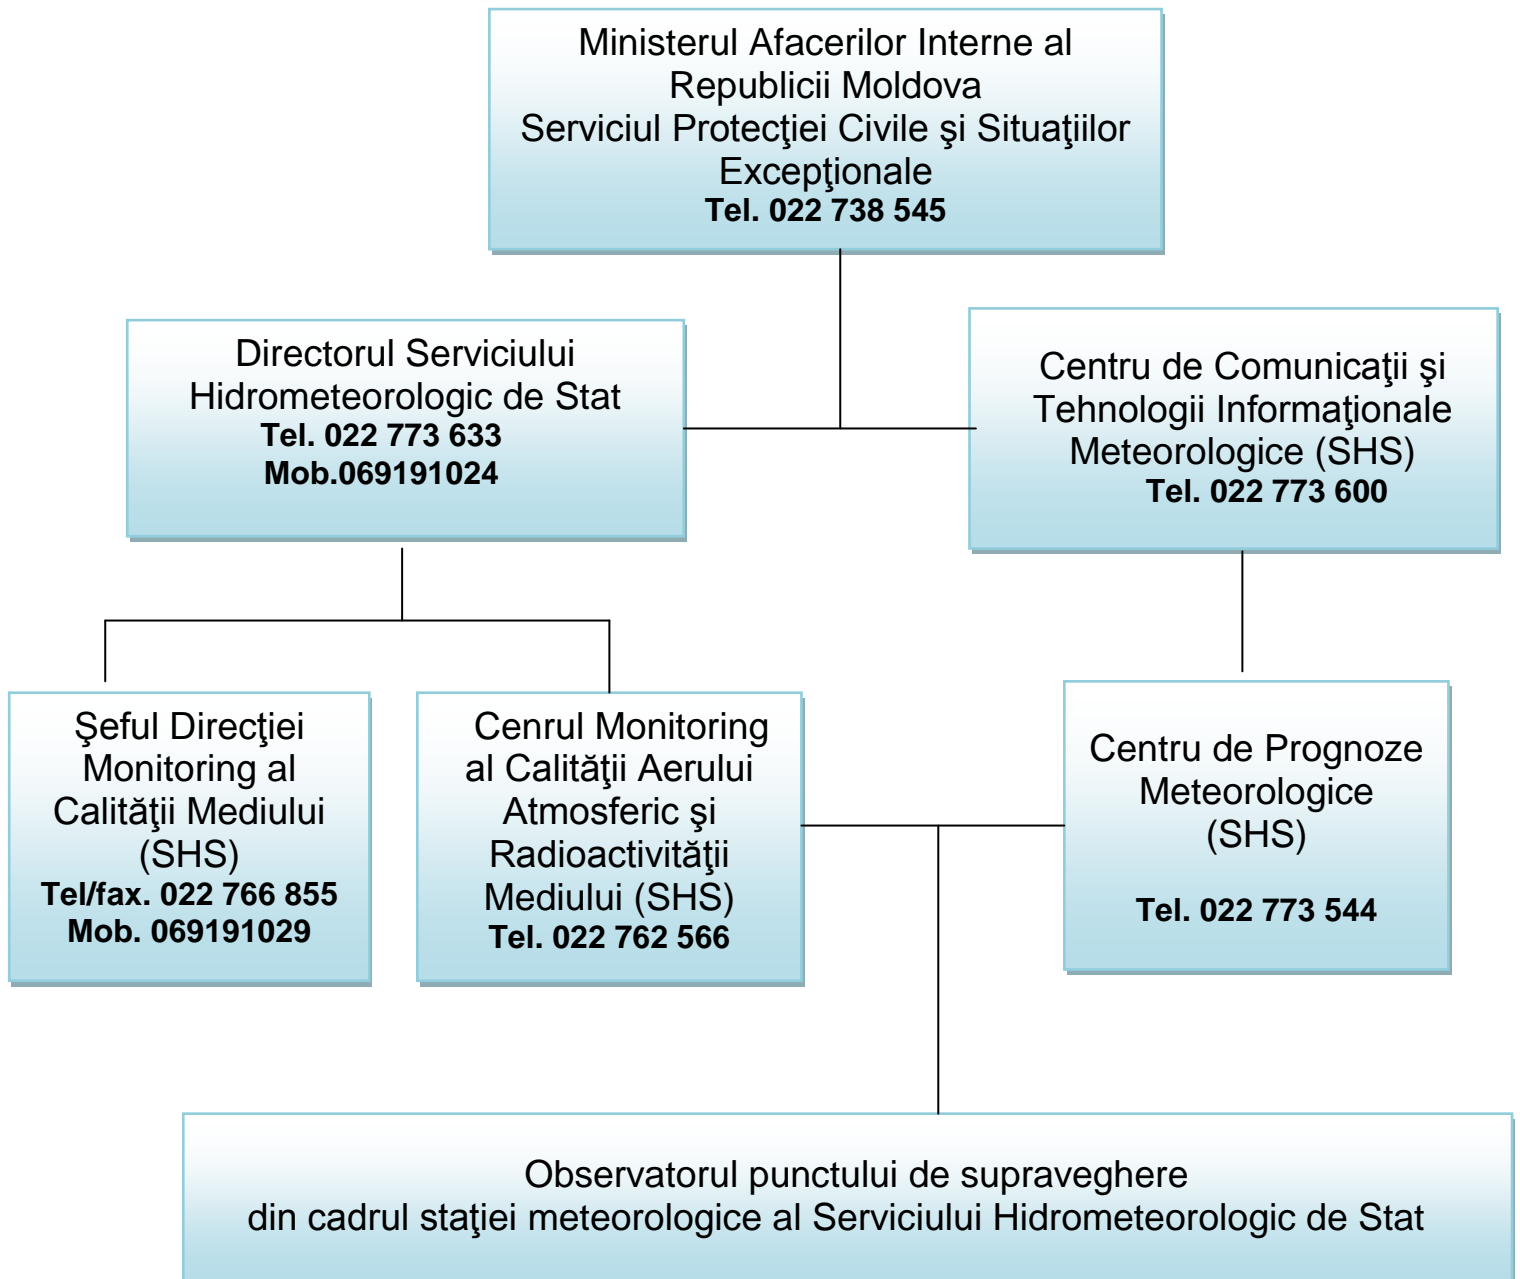 Ministerul Afacerilor Interne al
Republicii Moldova
Serviciul Protecţiei Civile şi Situaţiilor
Excepţionale
Tel. 022 738 545
Directorul Serviciului
Hidrometeorologic de Stat
Tel. 022 773 633
Mob.069191024
Centru de Comunicaţii şi
Tehnologii Informaţionale
Meteorologice (SHS)
Tel. 022 773 600
Şeful Direcţiei
Monitoring al
Calităţii Mediului
(SHS)
Tel/fax. 022 766 855
Mob. 069191029
Cenrul Monitoring
al Calităţii Aerului
Atmosferic şi
Radioactivităţii
Mediului (SHS)
Tel. 022 762 566
Centru de Prognoze
Meteorologice
(SHS)
Tel. 022 773 544
Observatorul punctului de supraveghere
din cadrul staţiei meteorologice al Serviciului Hidrometeorologic de Stat